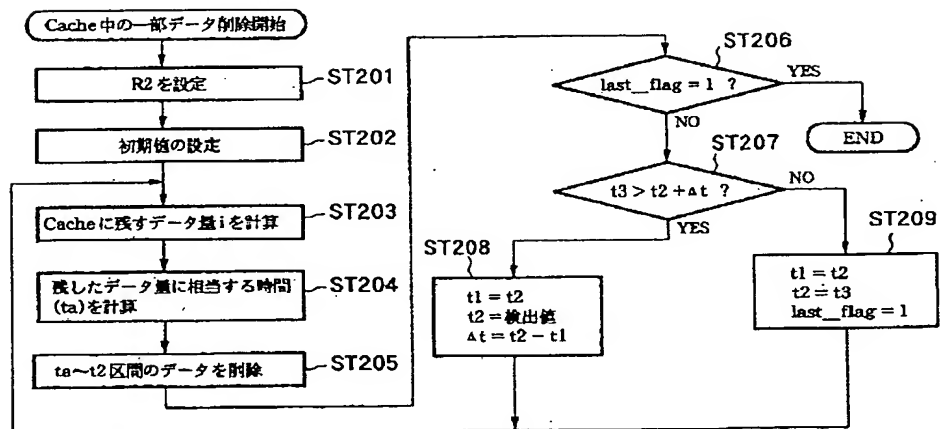 Cache中の一部データ削除開始
R2を設定
ST201
初期値の設定
ST202
Cacheに残すデータ量iを計算
ST203
残したデータ量に相当する時間
(ta)を計算
ST204
ta～t2区間のデータを削除
ST205
ST206
last_flag = 1 ?
YES
END
NO
ST207
t3 > t2 + Δt ?
NO
YES
ST208
t1 = t2
t2 = 検出値
Δt = t2 - t1
ST209
t1 = t2
t2 = t3
last_flag = 1